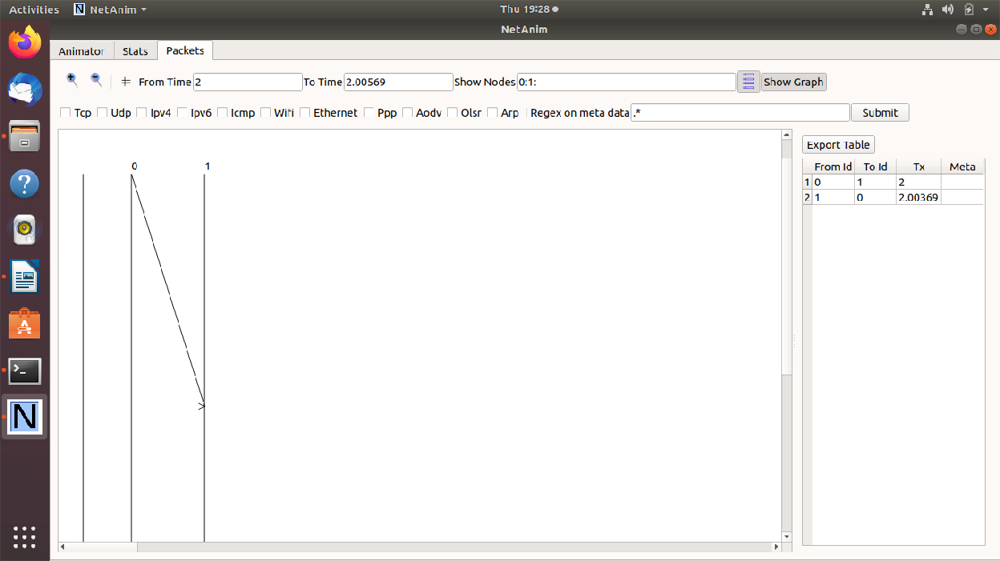 Activities NetAnim Thu 19:28
NetAnim
Animator Stats Packets
From Time 2 To Time 2.00569 Show Nodes 0:1: Show Graph
Tcp Udp Ipv4 Ipv6 Icmp Wifi Ethernet Ppp Aodv Olsr Arp Regex on meta data .* Submit
Export Table
0 1
From Id To Id Tx Meta
1 0 1 2
2 1 0 2.00369